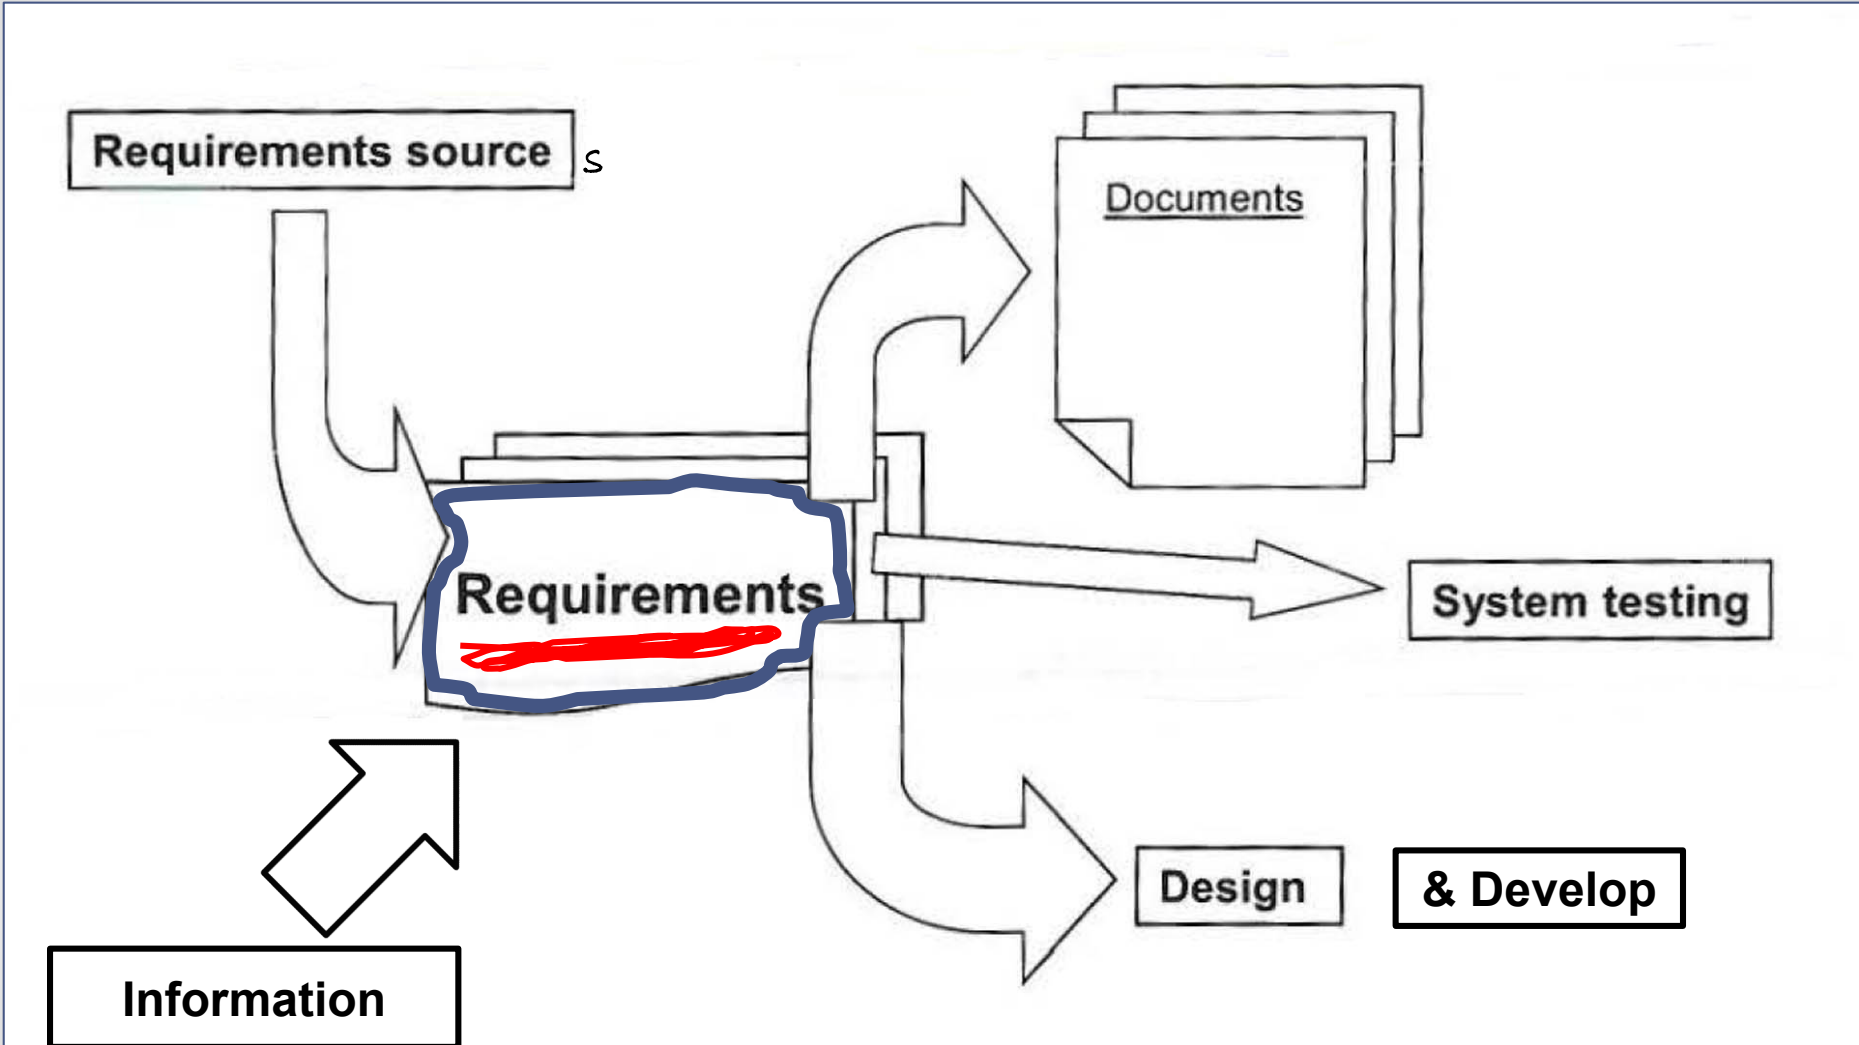 Requirements source s
Documents
Requirements
System testing
Design
& Develop
Information